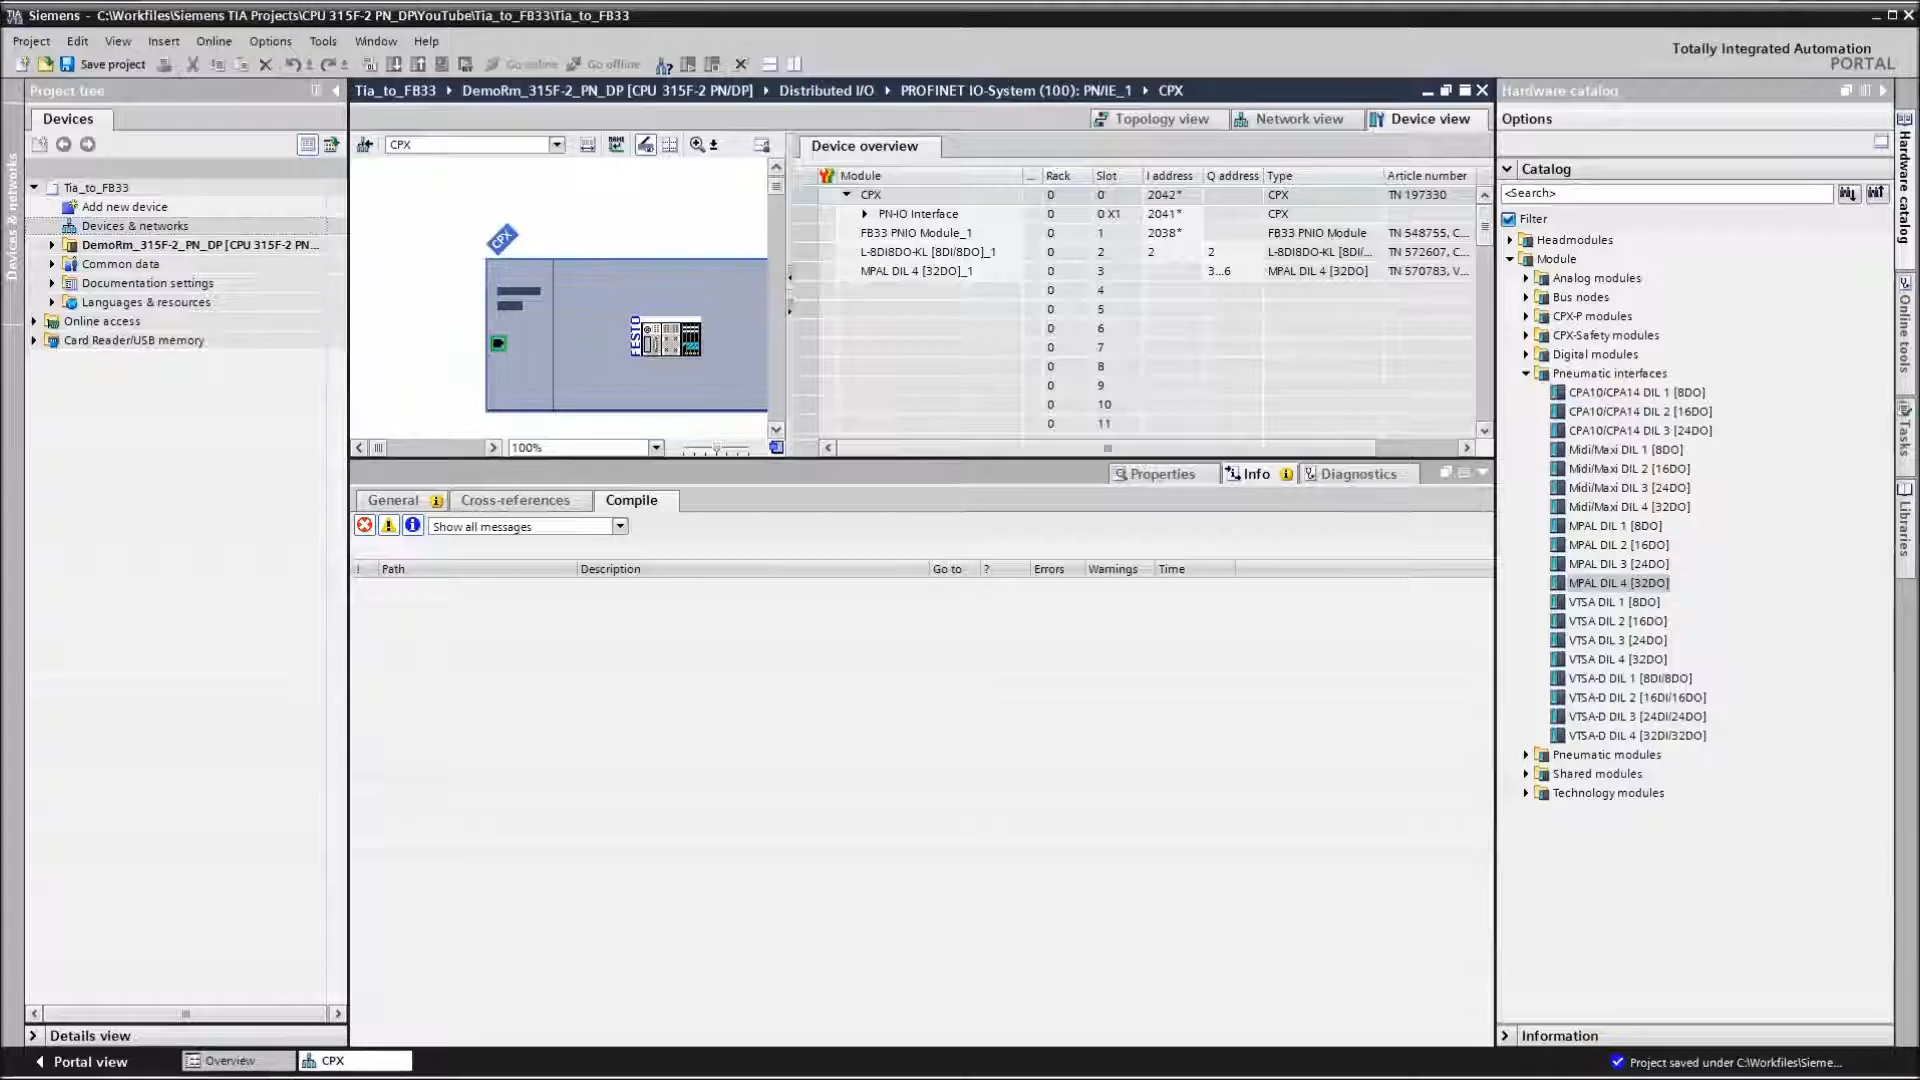 Siemens - C:\Workfiles\Siemens TIA Projects\CPU 315F-2 PN_DP\YouTube\Tia_to_FB33\Tia_to_FB33
Project Edit View Insert Online Options Tools Window Help
Totally Integrated Automation
PORTAL
Save project Go online Go offline
Project tree
Tia_to_FB33 DemoRm_315F-2_PN_DP [CPU 315F-2 PN/DP] Distributed I/O PROFINET IO-System (100): PN/IE_1 CPX
Hardware catalog
Devices
Topology view Network view Device view
Options
CPX
Device overview
Module ... Rack Slot I address Q address Type Article number
CPX 0 0 2042* CPX TN 197330
PN-IO Interface 0 0 X1 2041* CPX
FB33 PNIO Module_1 0 1 2038* FB33 PNIO Module TN 548755, C...
L-8DI8DO-KL [8DI/8DO]_1 0 2 2 2 L-8DI8DO-KL [8DI/... TN 572607, C...
MPAL DIL 4 [32DO]_1 0 3 3...6 MPAL DIL 4 [32DO] TN 570783, V...
0 4
0 5
0 6
0 7
0 8
0 9
0 10
0 11
CPX
FESTO
100%
Tia_to_FB33
Add new device
Devices & networks
DemoRm_315F-2_PN_DP [CPU 315F-2 PN...
Common data
Documentation settings
Languages & resources
Online access
Card Reader/USB memory
Devices & networks
Properties Info Diagnostics
General Cross-references Compile
Show all messages
! Path Description Go to ? Errors Warnings Time
Catalog
<Search>
Filter
Headmodules
Module
Analog modules
Bus nodes
CPX-P modules
CPX-Safety modules
Digital modules
Pneumatic interfaces
CPA10/CPA14 DIL 1 [8DO]
CPA10/CPA14 DIL 2 [16DO]
CPA10/CPA14 DIL 3 [24DO]
Midi/Maxi DIL 1 [8DO]
Midi/Maxi DIL 2 [16DO]
Midi/Maxi DIL 3 [24DO]
Midi/Maxi DIL 4 [32DO]
MPAL DIL 1 [8DO]
MPAL DIL 2 [16DO]
MPAL DIL 3 [24DO]
MPAL DIL 4 [32DO]
VTSA DIL 1 [8DO]
VTSA DIL 2 [16DO]
VTSA DIL 3 [24DO]
VTSA DIL 4 [32DO]
VTSA-D DIL 1 [8DI/8DO]
VTSA-D DIL 2 [16DI/16DO]
VTSA-D DIL 3 [24DI/24DO]
VTSA-D DIL 4 [32DI/32DO]
Pneumatic modules
Shared modules
Technology modules
Hardware catalog
Online tools
Tasks
Libraries
Details view
Information
Portal view Overview CPX
Project saved under C:\Workfiles\Sieme...